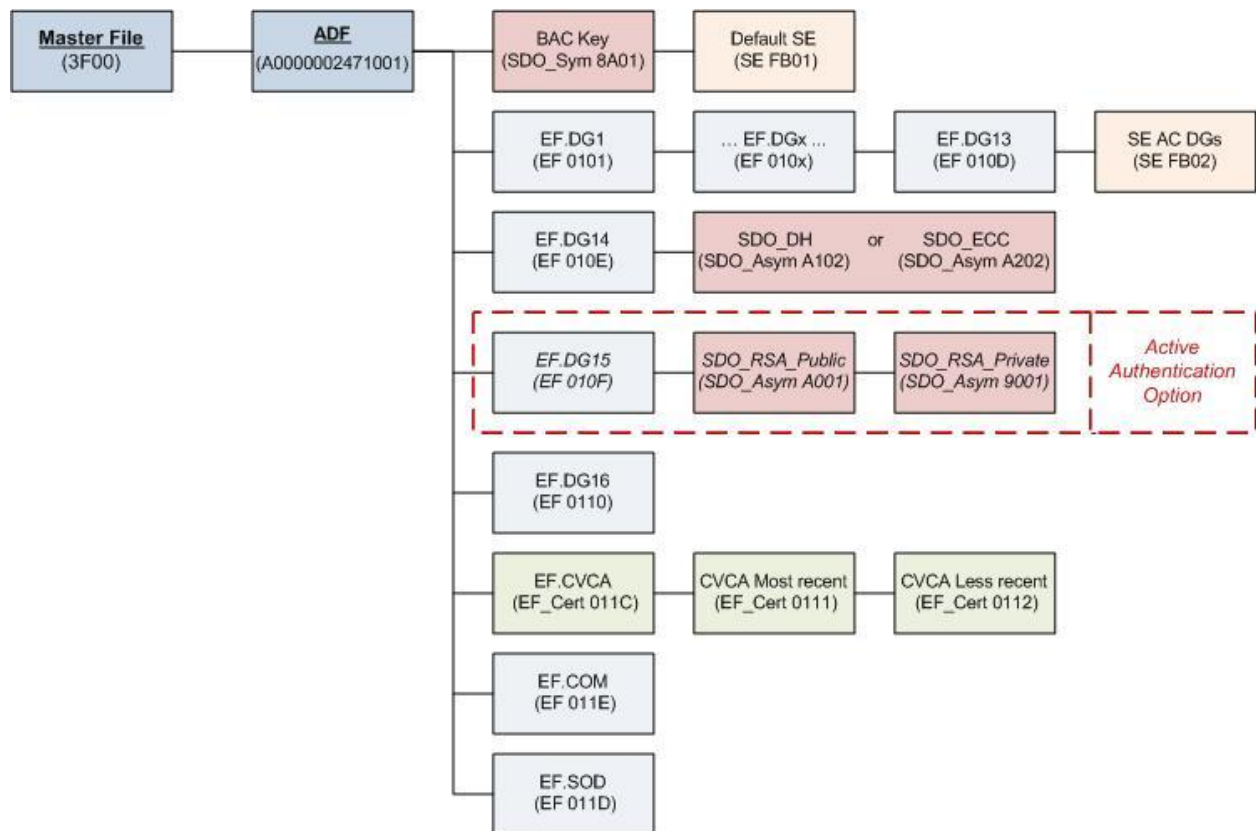 Master File
(3F00)
ADF
(A0000002471001)
BAC Key
(SDO_Sym 8A01)
Default SE
(SE FB01)
EF.DG1
(EF 0101)
... EF.DGx ...
(EF 010x)
EF.DG13
(EF 010D)
SE AC DGs
(SE FB02)
EF.DG14
(EF 010E)
SDO_DH or SDO_ECC
(SDO_Asym A102) (SDO_Asym A202)
EF.DG15
(EF 010F)
SDO_RSA_Public
(SDO_Asym A001)
SDO_RSA_Private
(SDO_Asym 9001)
Active
Authentication
Option
EF.DG16
(EF 0110)
EF.CVCA
(EF_Cert 011C)
CVCA Most recent
(EF_Cert 0111)
CVCA Less recent
(EF_Cert 0112)
EF.COM
(EF 011E)
EF.SOD
(EF 011D)